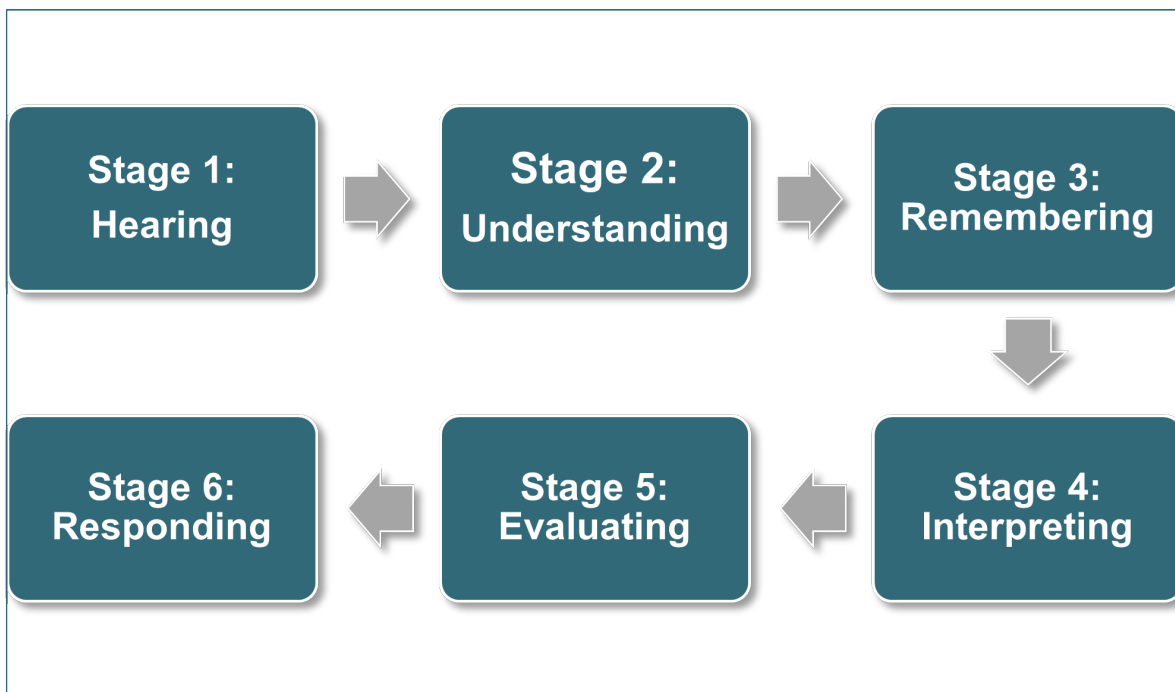 Stage 1:
Hearing
Stage 2:
Understanding
Stage 3:
Remembering
Stage 4:
Interpreting
Stage 5:
Evaluating
Stage 6:
Responding